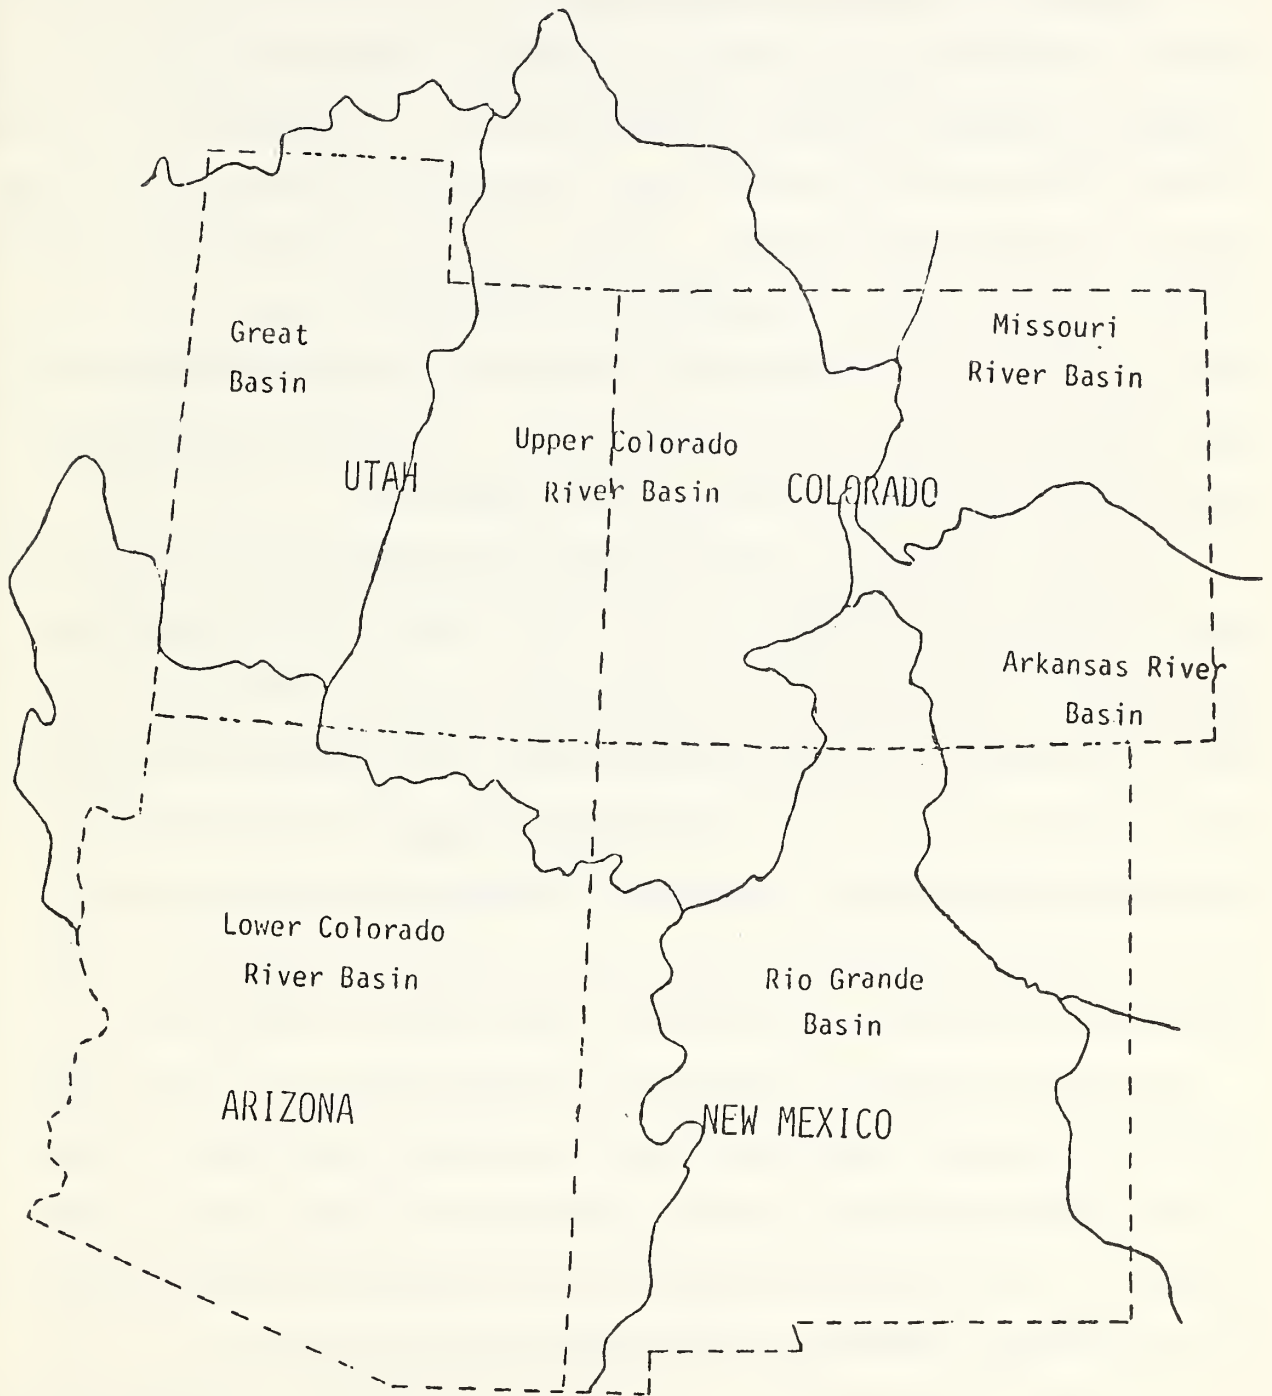 Great
Basin
Missouri
River Basin
Upper Colorado
River Basin
UTAH
COLORADO
Arkansas River
Basin
Lower Colorado
River Basin
Rio Grande
Basin
ARIZONA
NEW MEXICO